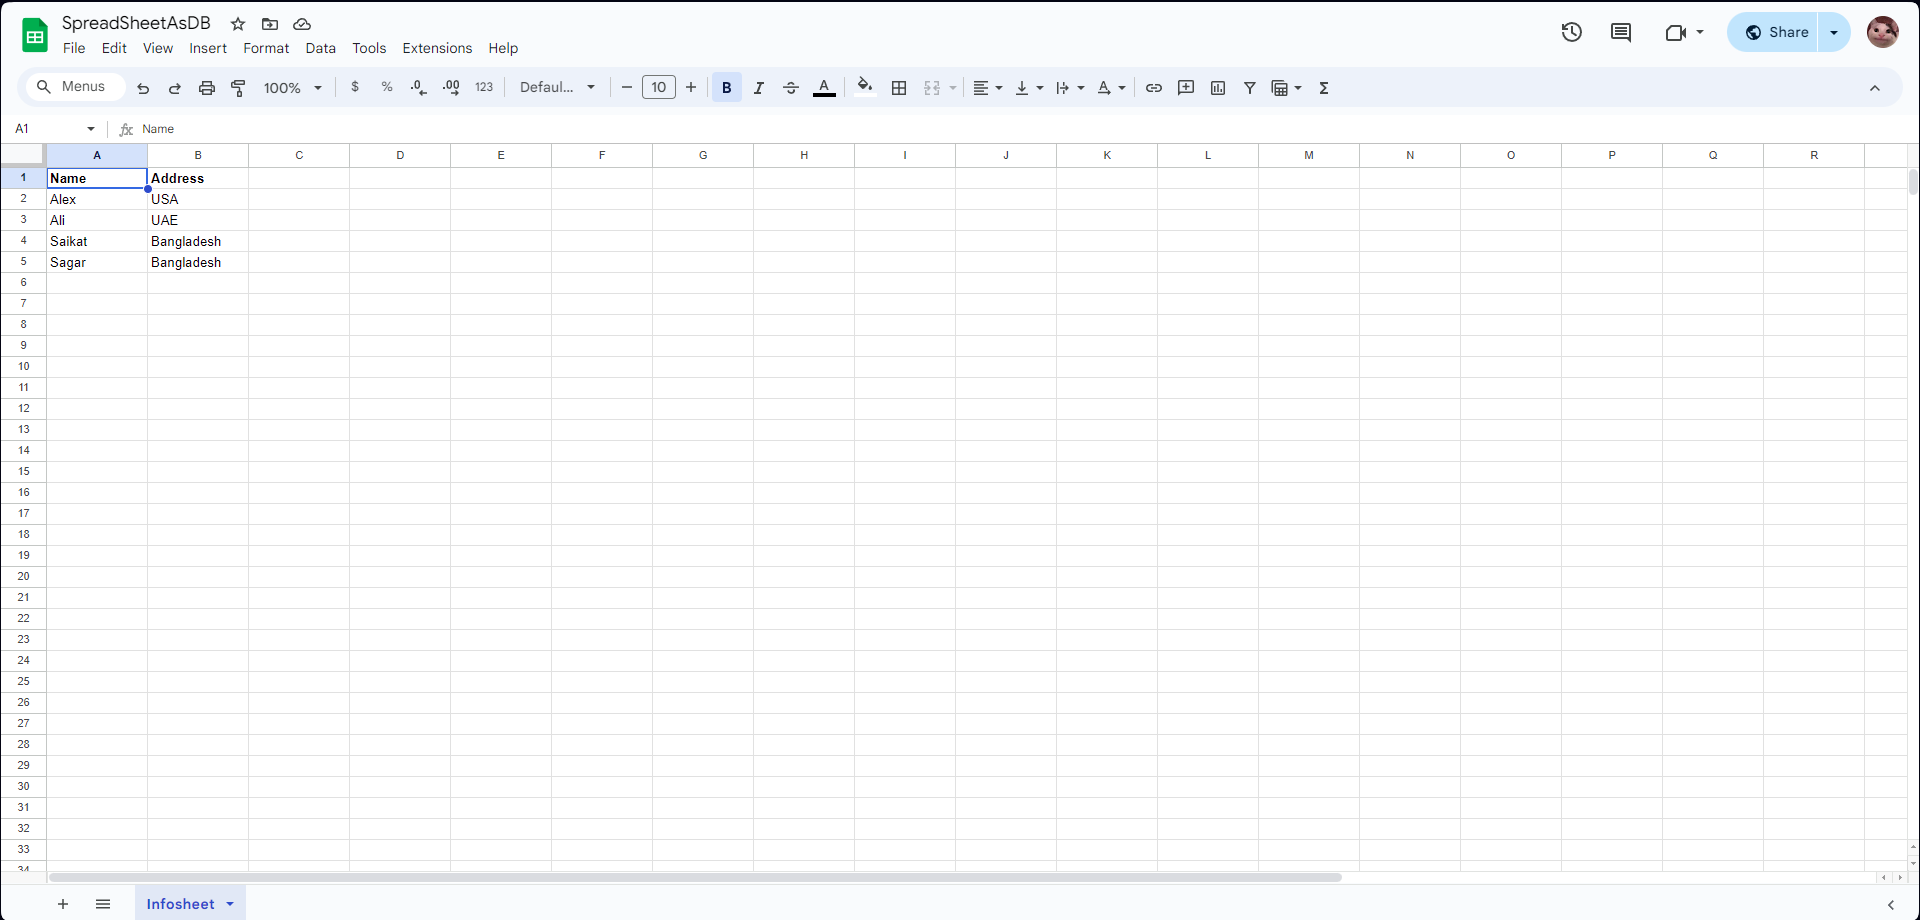 SpreadSheetAsDB
File Edit View Insert Format Data Tools Extensions Help
Share
Menus 100% $ % .0 .00 123 Defaul... 10 B I A A Σ
A1 fx Name
A B C D E F G H I J K L M N O P Q R
1 Name Address
2 Alex USA
3 Ali UAE
4 Saikat Bangladesh
5 Sagar Bangladesh
6
7
8
9
10
11
12
13
14
15
16
17
18
19
20
21
22
23
24
25
26
27
28
29
30
31
32
33
34
Infosheet